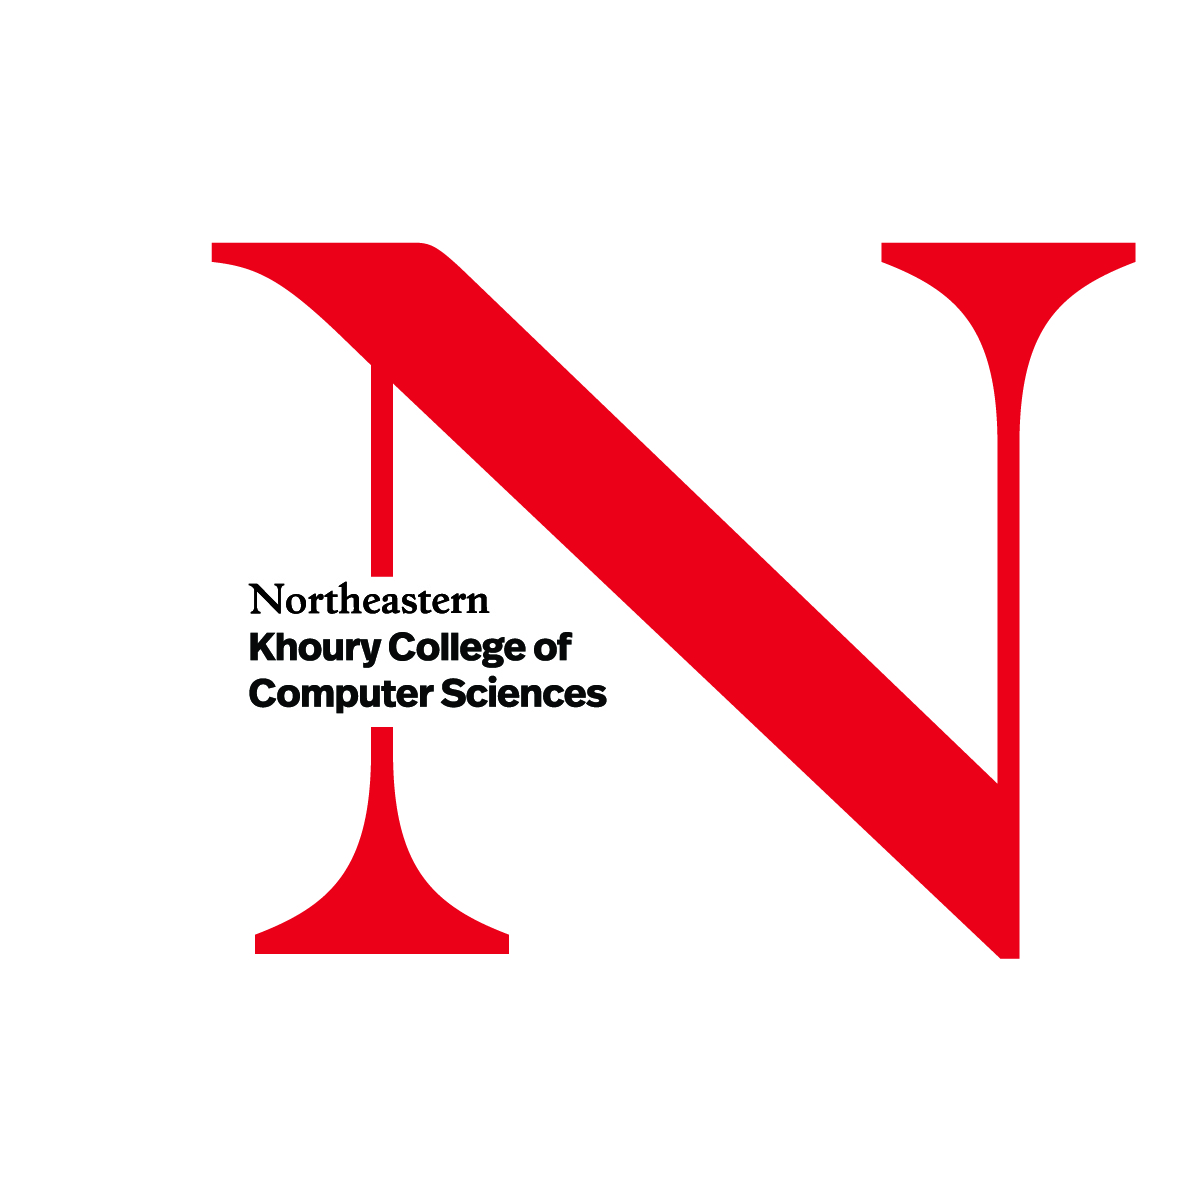 N
Northeastern
Khoury College of
Computer Sciences